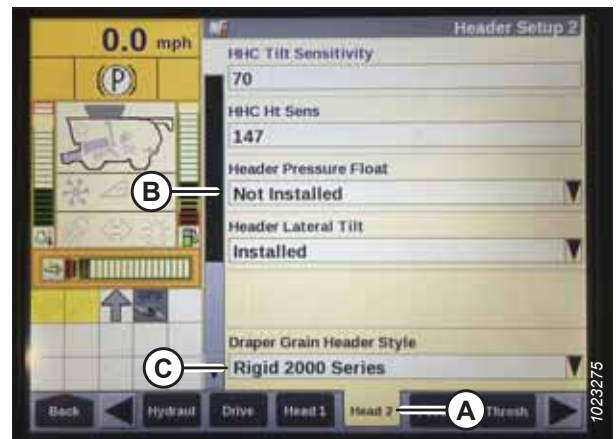 0.0 mph
Header Setup 2
(P)
HHC Tilt Sensitivity
70
HHC Ht Sens
147
Header Pressure Float
B
Not Installed
Header Lateral Tilt
Installed
Draper Grain Header Style
C
Rigid 2000 Series
Back
Hydraul
Drive
Head 1
Head 2
A
Thresh
1023275